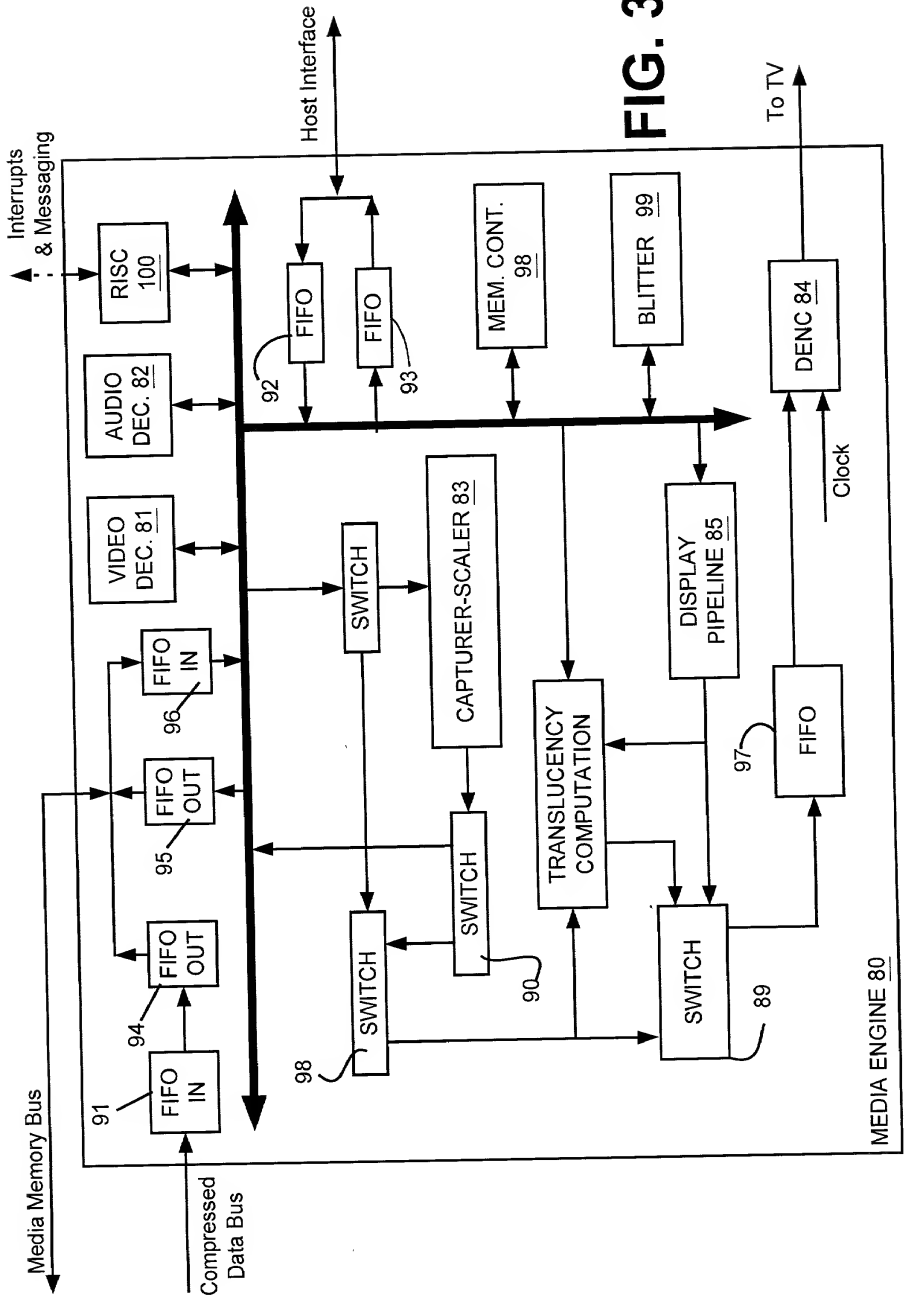 Media Memory Bus
Compressed
Data Bus
Interrupts
& Messaging
Host Interface
To TV
FIG. 3
91
FIFO
IN
94
FIFO
OUT
95
FIFO
OUT
96
FIFO
IN
VIDEO
DEC. 81
AUDIO
DEC. 82
RISC
100
92
FIFO
FIFO
93
SWITCH
CAPTURER-SCALER 83
MEM. CONT.
98
98
SWITCH
SWITCH
90
BLITTER 99
TRANSLUCENCY
COMPUTATION
DISPLAY
PIPELINE 85
SWITCH
89
97
FIFO
DENC 84
Clock
MEDIA ENGINE 80